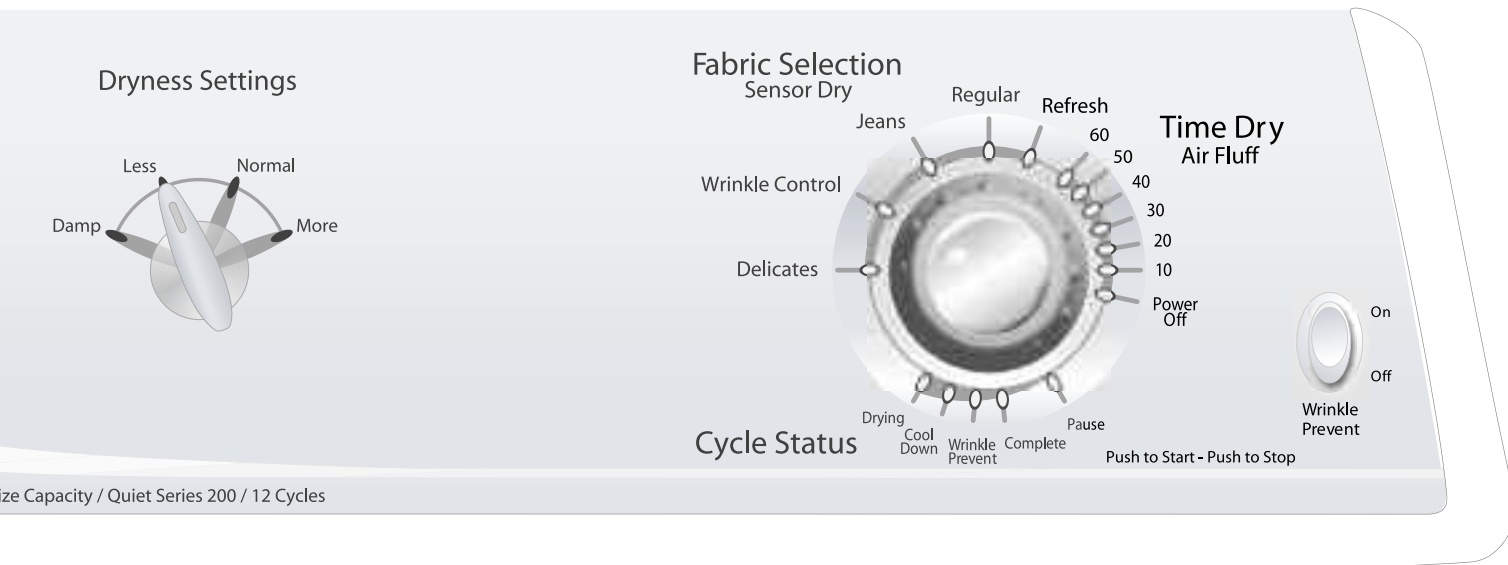 Dryness Settings
Less
Normal
Damp
More
Fabric Selection
Sensor Dry
Regular
Refresh
Jeans
Wrinkle Control
Delicates
60
50
40
30
20
10
Time Dry
Air Fluff
Power
Off
On
Off
Wrinkle
Prevent
Cycle Status
Drying
Cool
Down
Wrinkle
Prevent
Complete
Pause
Push to Start - Push to Stop
ize Capacity / Quiet Series 200 / 12 Cycles